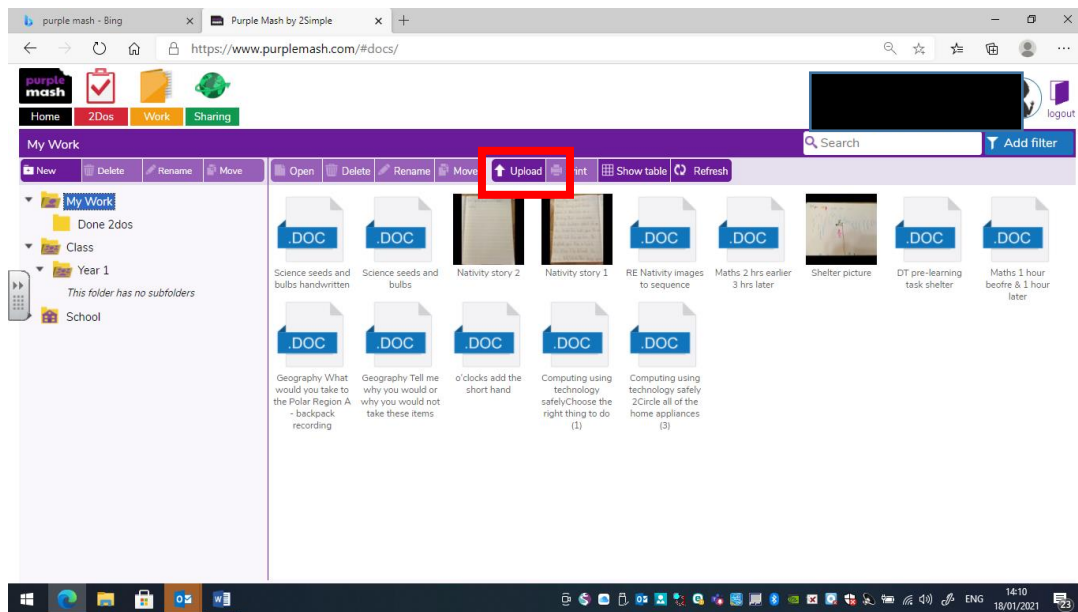 purple mash - Bing
Purple Mash by 2Simple
https://www.purplemash.com/#docs/
purple
mash
Home
2Dos
Work
Sharing
logout
My Work
Search
Add filter
New
Delete
Rename
Move
Open
Delete
Rename
Move
Upload
Show table
Refresh
My Work
Done 2dos
Class
Year 1
This folder has no subfolders
School
.DOC
.DOC
.DOC
.DOC
.DOC
.DOC
Science seeds and
bulbs handwritten
Science seeds and
bulbs
Nativity story 2
Nativity story 1
RE Nativity images
to sequence
Maths 2 hrs earlier
3 hrs later
Shelter picture
DT pre-learning
task shelter
Maths 1 hour
beofre & 1 hour
later
.DOC
.DOC
.DOC
.DOC
.DOC
Geography What
would you take to
the Polar Region A
- backpack
recording
Geography Tell me
why you would or
why you would not
take these items
o'clocks add the
short hand
Computing using
technology
safelyChoose the
right thing to do
(1)
Computing using
technology safely
2Circle all of the
home appliances
(3)
ENG
14:10
18/01/2021
23